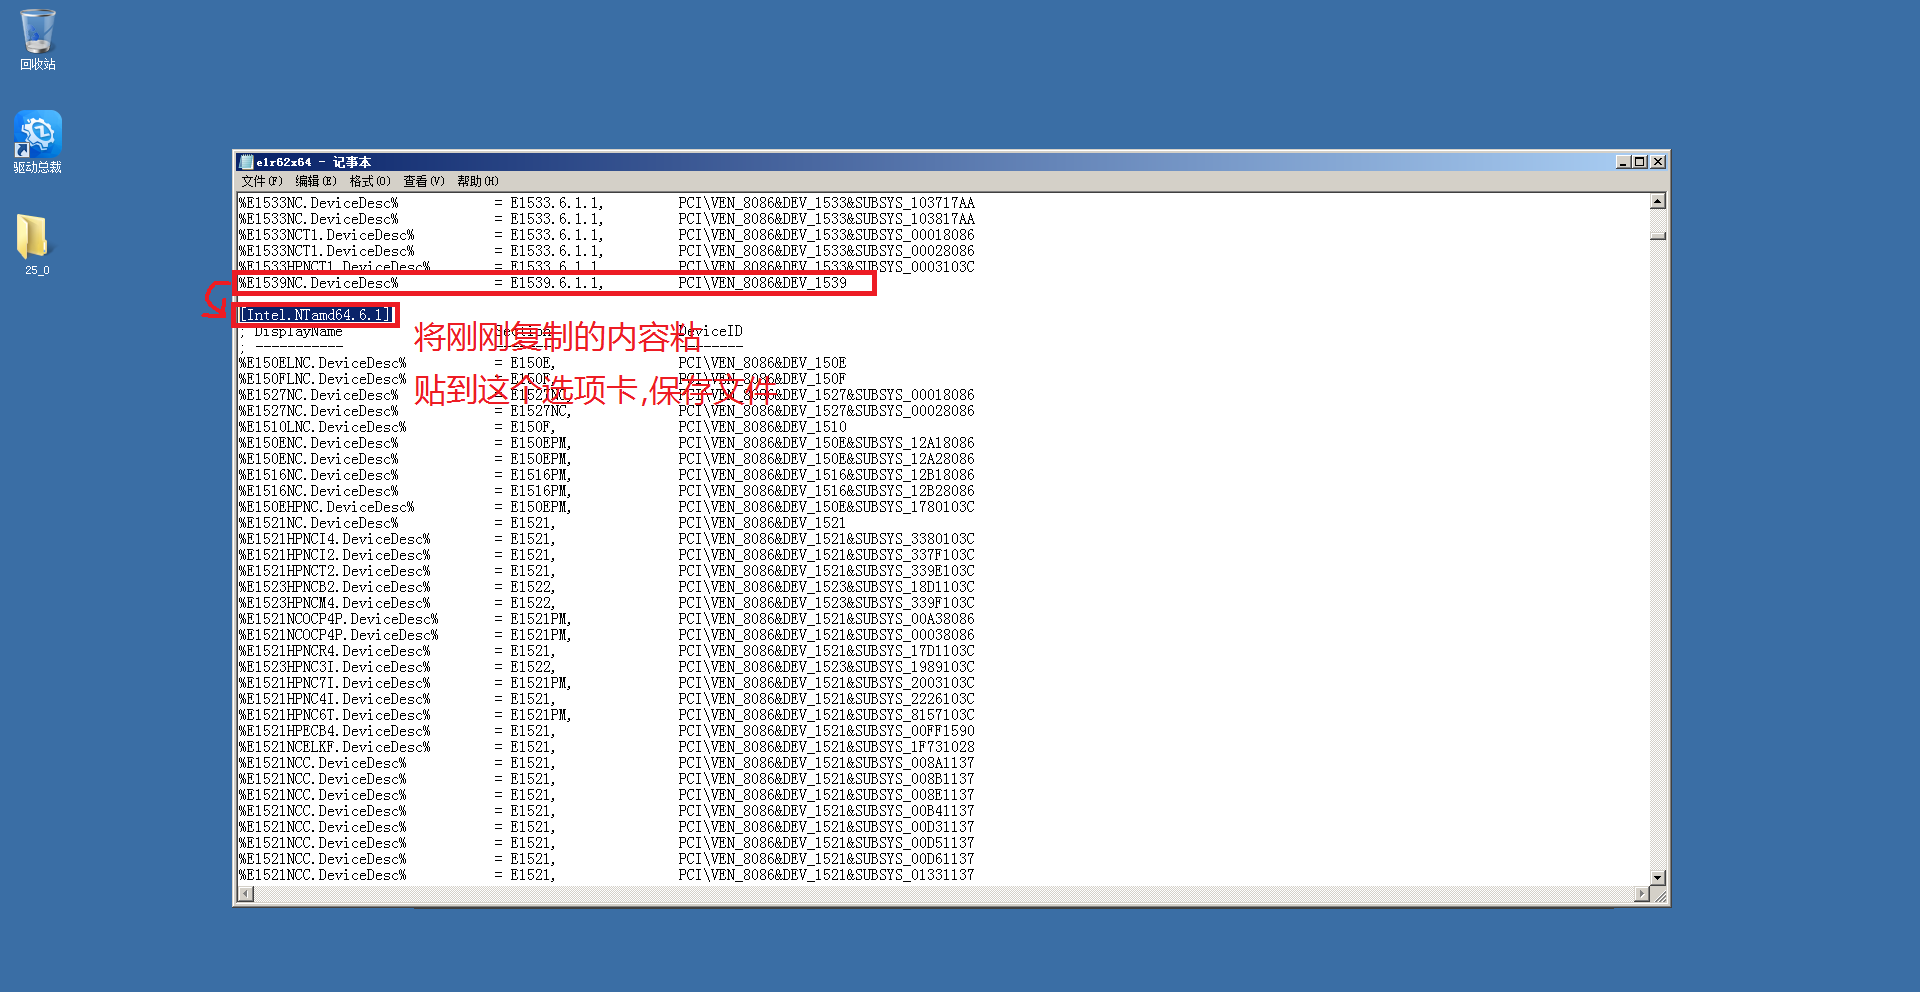 回收站
驱动总裁
25_0
e1r62x64 - 记事本
文件(F) 编辑(E) 格式(O) 查看(V) 帮助(H)
%E1533NC.DeviceDesc% = E1533.6.1.1, PCI\VEN_8086&DEV_1533&SUBSYS_103717AA
%E1533NC.DeviceDesc% = E1533.6.1.1, PCI\VEN_8086&DEV_1533&SUBSYS_103817AA
%E1533NCT1.DeviceDesc% = E1533.6.1.1, PCI\VEN_8086&DEV_1533&SUBSYS_00018086
%E1533NCT1.DeviceDesc% = E1533.6.1.1, PCI\VEN_8086&DEV_1533&SUBSYS_00028086
%E1533HPNCT1.DeviceDesc% = E1533.6.1.1, PCI\VEN_8086&DEV_1533&SUBSYS_0003103C
%E1539NC.DeviceDesc% = E1539.6.1.1, PCI\VEN_8086&DEV_1539
[Intel.NTamd64.6.1]
; DisplayName Section DeviceID
; ----------- ------- --------
将刚刚复制的内容粘
贴到这个选项卡,保存文件
%E150ELNC.DeviceDesc% = E150E, PCI\VEN_8086&DEV_150E
%E150FLNC.DeviceDesc% = E150F, PCI\VEN_8086&DEV_150F
%E1527NC.DeviceDesc% = E1527NC, PCI\VEN_8086&DEV_1527&SUBSYS_00018086
%E1527NC.DeviceDesc% = E1527NC, PCI\VEN_8086&DEV_1527&SUBSYS_00028086
%E1510LNC.DeviceDesc% = E150F, PCI\VEN_8086&DEV_1510
%E150ENC.DeviceDesc% = E150EPM, PCI\VEN_8086&DEV_150E&SUBSYS_12A18086
%E150ENC.DeviceDesc% = E150EPM, PCI\VEN_8086&DEV_150E&SUBSYS_12A28086
%E1516NC.DeviceDesc% = E1516PM, PCI\VEN_8086&DEV_1516&SUBSYS_12B18086
%E1516NC.DeviceDesc% = E1516PM, PCI\VEN_8086&DEV_1516&SUBSYS_12B28086
%E150EHPNC.DeviceDesc% = E150EPM, PCI\VEN_8086&DEV_150E&SUBSYS_1780103C
%E1521NC.DeviceDesc% = E1521, PCI\VEN_8086&DEV_1521
%E1521HPNCI4.DeviceDesc% = E1521, PCI\VEN_8086&DEV_1521&SUBSYS_3380103C
%E1521HPNCI2.DeviceDesc% = E1521, PCI\VEN_8086&DEV_1521&SUBSYS_337F103C
%E1521HPNCT2.DeviceDesc% = E1521, PCI\VEN_8086&DEV_1521&SUBSYS_339E103C
%E1523HPNCB2.DeviceDesc% = E1522, PCI\VEN_8086&DEV_1523&SUBSYS_18D1103C
%E1523HPNCM4.DeviceDesc% = E1522, PCI\VEN_8086&DEV_1523&SUBSYS_339F103C
%E1521NCOCP4P.DeviceDesc% = E1521PM, PCI\VEN_8086&DEV_1521&SUBSYS_00A38086
%E1521NCOCP4P.DeviceDesc% = E1521PM, PCI\VEN_8086&DEV_1521&SUBSYS_00038086
%E1521HPNCR4.DeviceDesc% = E1521, PCI\VEN_8086&DEV_1521&SUBSYS_17D1103C
%E1523HPNC3I.DeviceDesc% = E1522, PCI\VEN_8086&DEV_1523&SUBSYS_1989103C
%E1521HPNC7I.DeviceDesc% = E1521PM, PCI\VEN_8086&DEV_1521&SUBSYS_2003103C
%E1521HPNC4I.DeviceDesc% = E1521, PCI\VEN_8086&DEV_1521&SUBSYS_2226103C
%E1521HPNC6T.DeviceDesc% = E1521PM, PCI\VEN_8086&DEV_1521&SUBSYS_8157103C
%E1521HPECB4.DeviceDesc% = E1521, PCI\VEN_8086&DEV_1521&SUBSYS_00FF1590
%E1521NCELKF.DeviceDesc% = E1521, PCI\VEN_8086&DEV_1521&SUBSYS_1F731028
%E1521NCC.DeviceDesc% = E1521, PCI\VEN_8086&DEV_1521&SUBSYS_008A1137
%E1521NCC.DeviceDesc% = E1521, PCI\VEN_8086&DEV_1521&SUBSYS_008B1137
%E1521NCC.DeviceDesc% = E1521, PCI\VEN_8086&DEV_1521&SUBSYS_008E1137
%E1521NCC.DeviceDesc% = E1521, PCI\VEN_8086&DEV_1521&SUBSYS_00B41137
%E1521NCC.DeviceDesc% = E1521, PCI\VEN_8086&DEV_1521&SUBSYS_00D31137
%E1521NCC.DeviceDesc% = E1521, PCI\VEN_8086&DEV_1521&SUBSYS_00D51137
%E1521NCC.DeviceDesc% = E1521, PCI\VEN_8086&DEV_1521&SUBSYS_00D61137
%E1521NCC.DeviceDesc% = E1521, PCI\VEN_8086&DEV_1521&SUBSYS_01331137